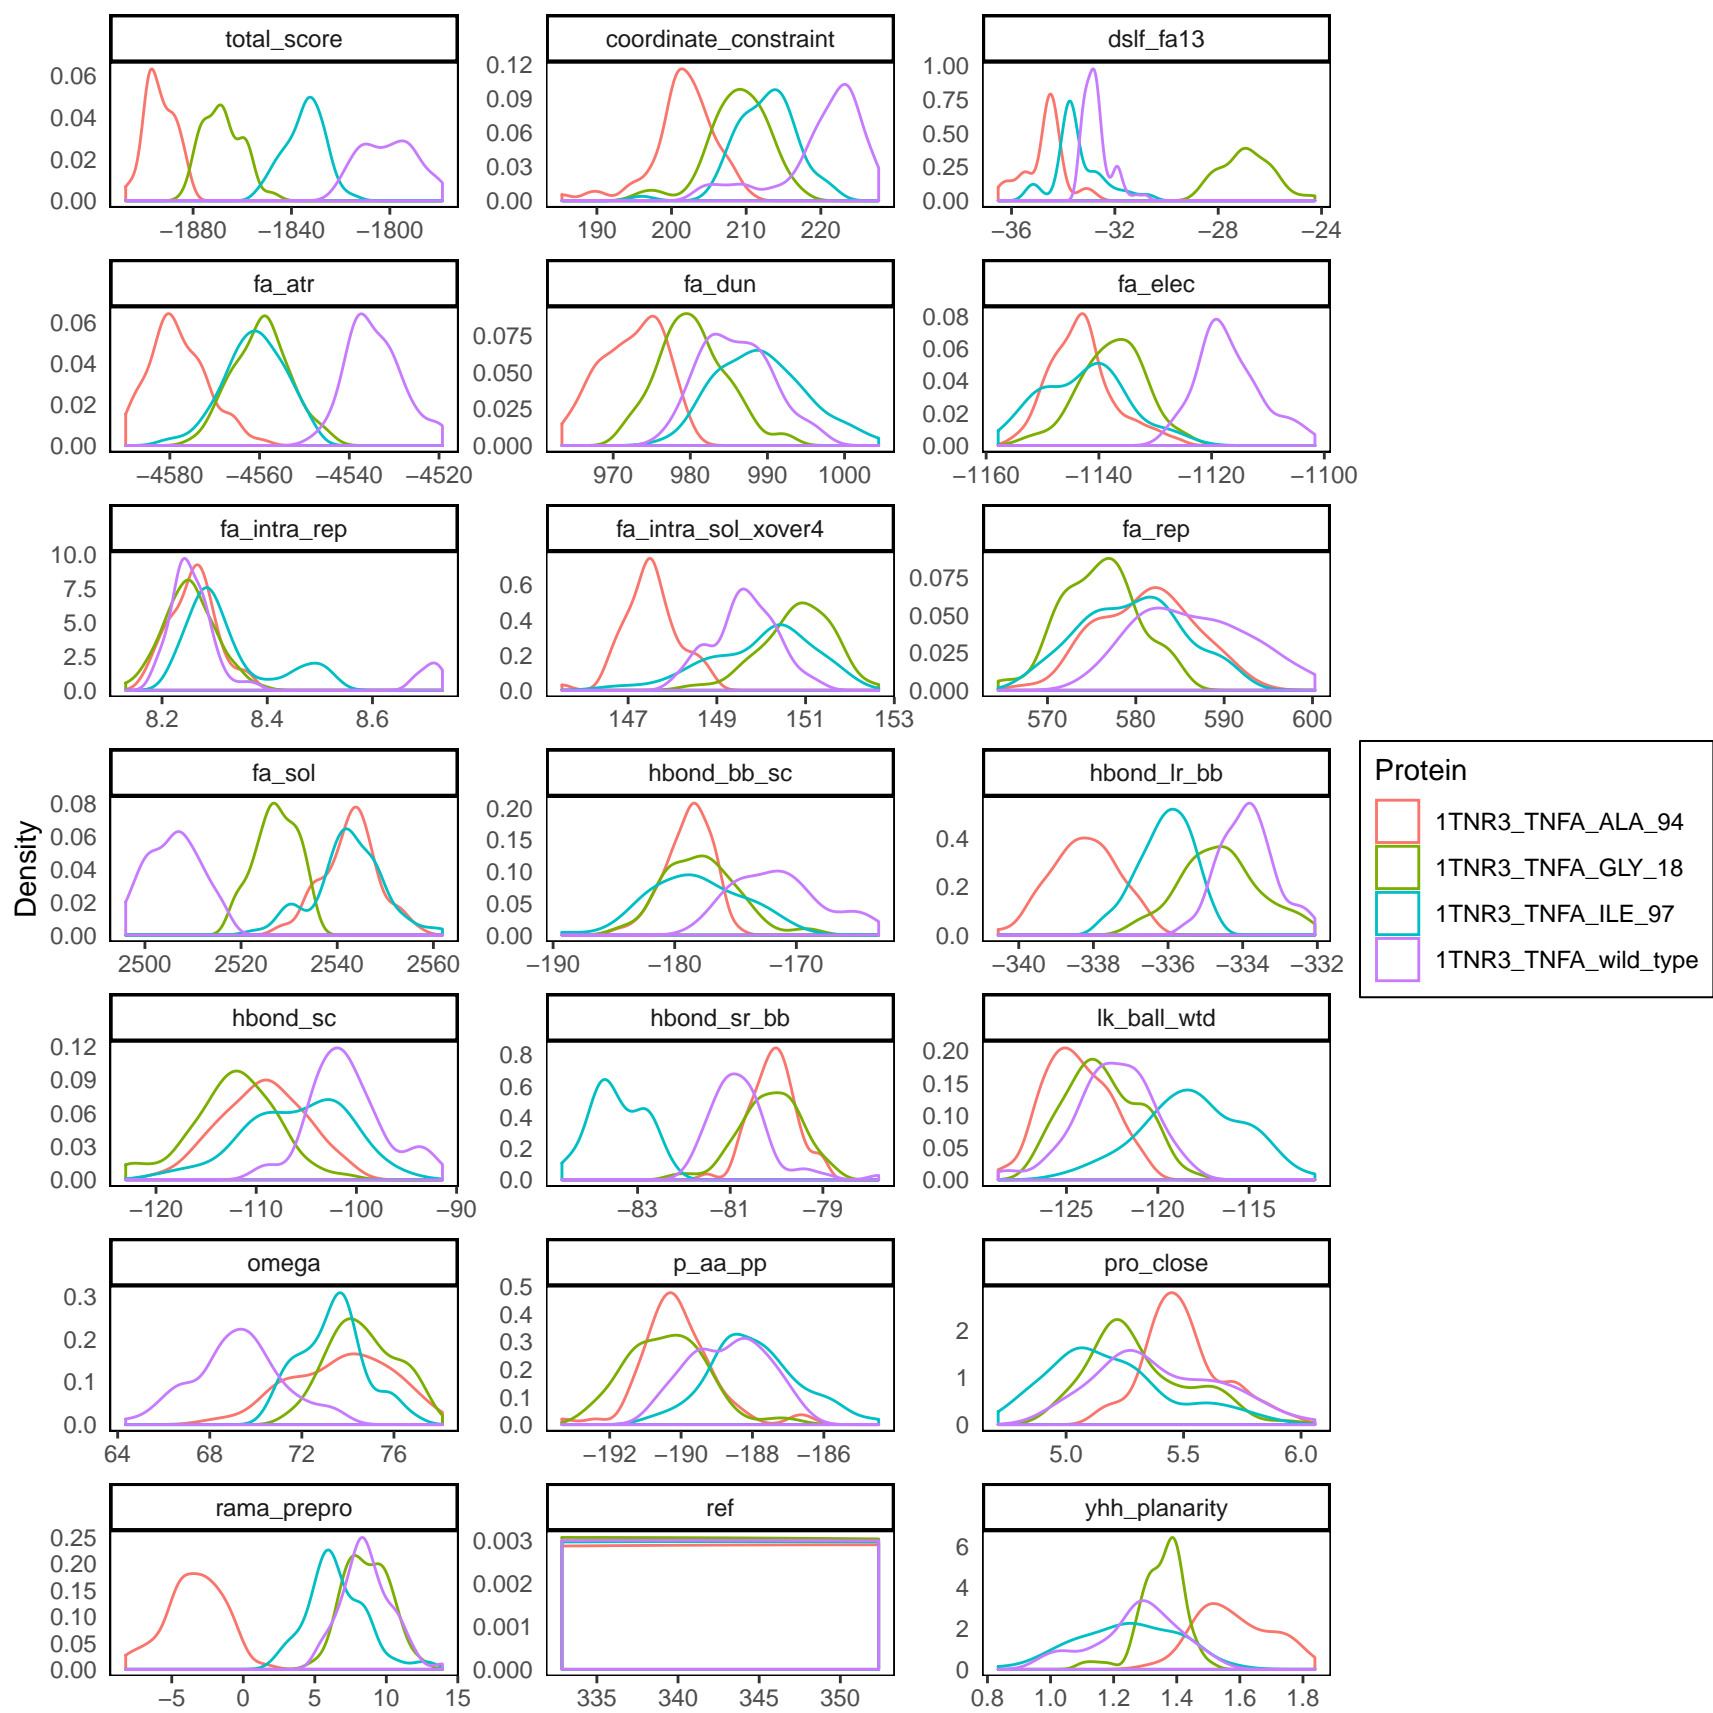 total_score coordinate_constraint dslf_fa13
0.06 0.04 0.02 0.00
0.12 0.09 0.06 0.03 0.00
1.00 0.75 0.50 0.25 0.00
−1880 −1840 −1800 190 200 210 220 −36 −32 −28 −24
fa_atr fa_dun fa_elec
0.06 0.04 0.02 0.00
0.075 0.050 0.025 0.000
0.08 0.06 0.04 0.02 0.00
−4580 −4560 −4540 −4520 970 980 990 1000 −1160 −1140 −1120 −1100
fa_intra_rep fa_intra_sol_xover4 fa_rep
10.0 7.5 5.0 2.5 0.0
0.6 0.4 0.2 0.0
0.075 0.050 0.025 0.000
8.2 8.4 8.6 147 149 151 153 570 580 590 600
fa_sol hbond_bb_sc hbond_lr_bb
0.08 0.06 0.04 0.02 0.00
0.20 0.15 0.10 0.05 0.00
0.4 0.2 0.0
2500 2520 2540 2560 −190 −180 −170 −340 −338 −336 −334 −332
Density
hbond_sc hbond_sr_bb lk_ball_wtd
0.12 0.09 0.06 0.03 0.00
0.8 0.6 0.4 0.2 0.0
0.20 0.15 0.10 0.05 0.00
−120 −110 −100 −90 −83 −81 −79 −125 −120 −115
omega p_aa_pp pro_close
0.3 0.2 0.1 0.0
0.5 0.4 0.3 0.2 0.1 0.0
2 1 0
64 68 72 76 −192 −190 −188 −186 5.0 5.5 6.0
rama_prepro ref yhh_planarity
0.25 0.20 0.15 0.10 0.05 0.00
0.003 0.002 0.001 0.000
6 4 2 0
−5 0 5 10 15 335 340 345 350 0.8 1.0 1.2 1.4 1.6 1.8
Protein
1TNR3_TNFA_ALA_94
1TNR3_TNFA_GLY_18
1TNR3_TNFA_ILE_97
1TNR3_TNFA_wild_type